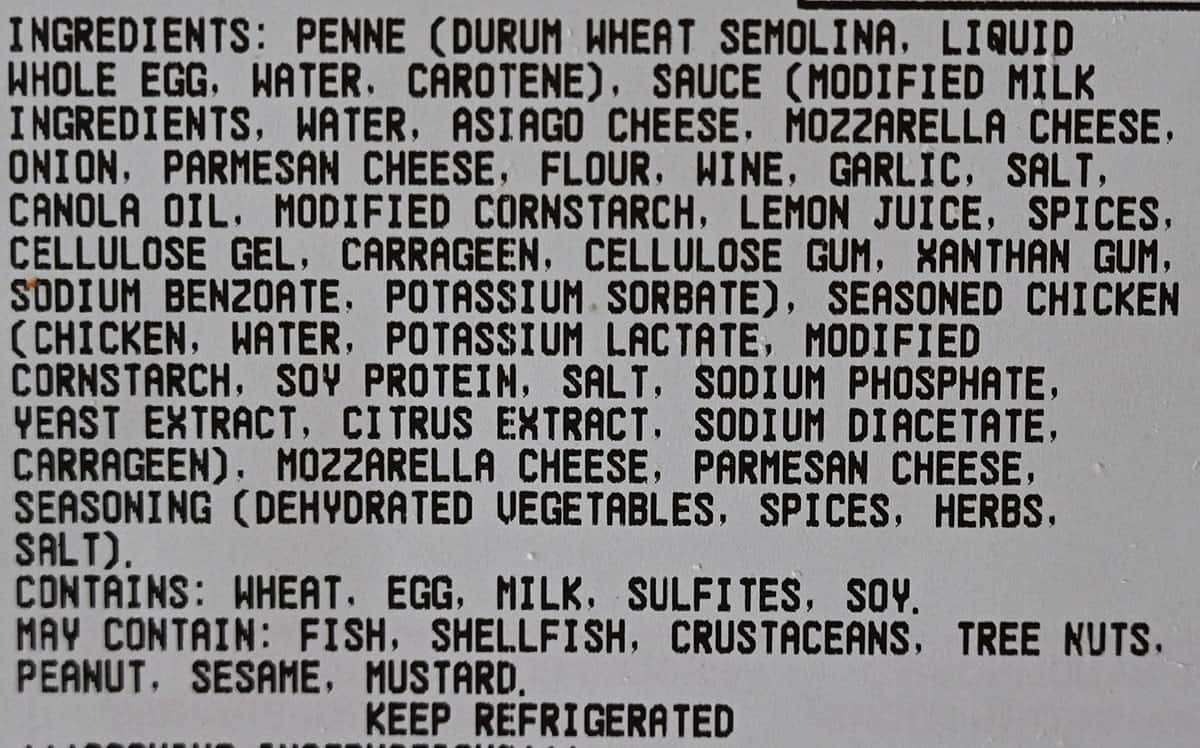 INGREDIENTS: PENNE (DURUM WHEAT SEMOLINA, LIQUID
WHOLE EGG, WATER, CAROTENE), SAUCE (MODIFIED MILK
INGREDIENTS, WATER, ASIAGO CHEESE, MOZZARELLA CHEESE,
ONION, PARMESAN CHEESE, FLOUR, WINE, GARLIC, SALT,
CANOLA OIL, MODIFIED CORNSTARCH, LEMON JUICE, SPICES,
CELLULOSE GEL, CARRAGEEN, CELLULOSE GUM, XANTHAN GUM,
SODIUM BENZOATE, POTASSIUM SORBATE), SEASONED CHICKEN
(CHICKEN, WATER, POTASSIUM LACTATE, MODIFIED
CORNSTARCH, SOY PROTEIN, SALT, SODIUM PHOSPHATE,
YEAST EXTRACT, CITRUS EXTRACT, SODIUM DIACETATE,
CARRAGEEN), MOZZARELLA CHEESE, PARMESAN CHEESE,
SEASONING (DEHYDRATED VEGETABLES, SPICES, HERBS,
SALT).
CONTAINS: WHEAT, EGG, MILK, SULFITES, SOY.
MAY CONTAIN: FISH, SHELLFISH, CRUSTACEANS, TREE NUTS,
PEANUT, SESAME, MUSTARD.
KEEP REFRIGERATED